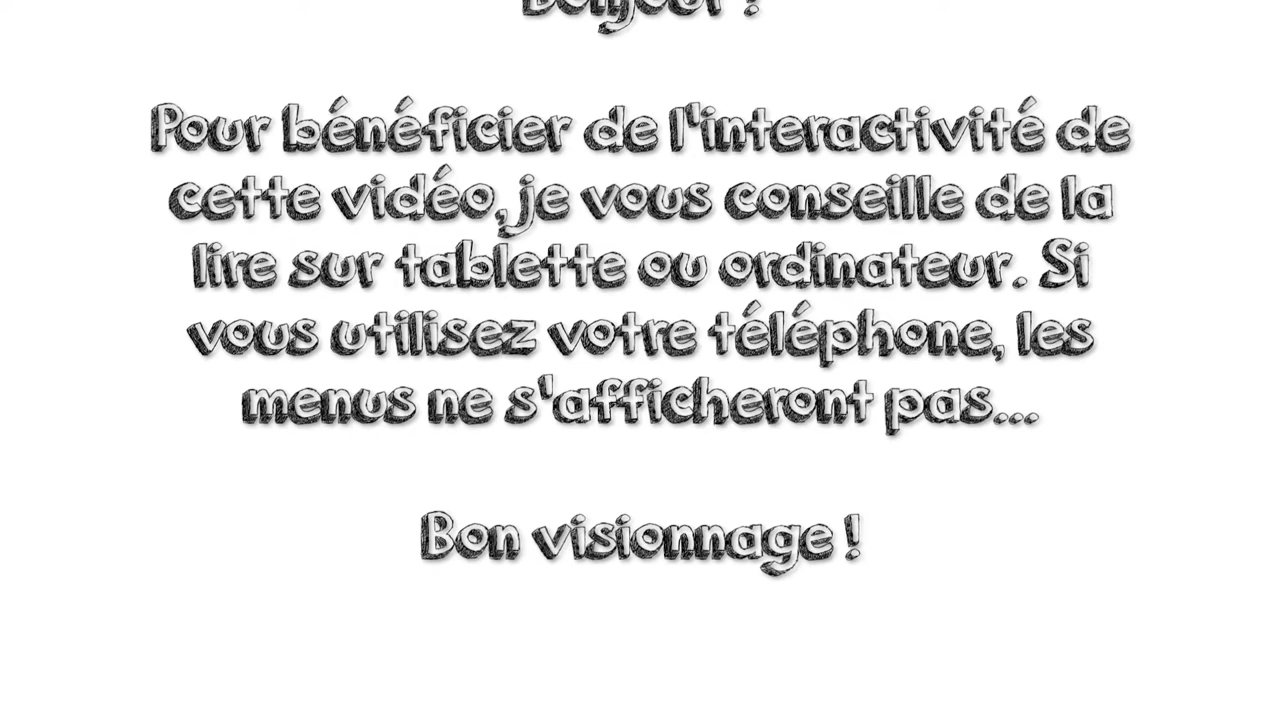 Bonjour !
Pour bénéficier de l'interactivité de
cette vidéo, je vous conseille de la
lire sur tablette ou ordinateur. Si
vous utilisez votre téléphone, les
menus ne s'afficheront pas...
Bon visionnage !